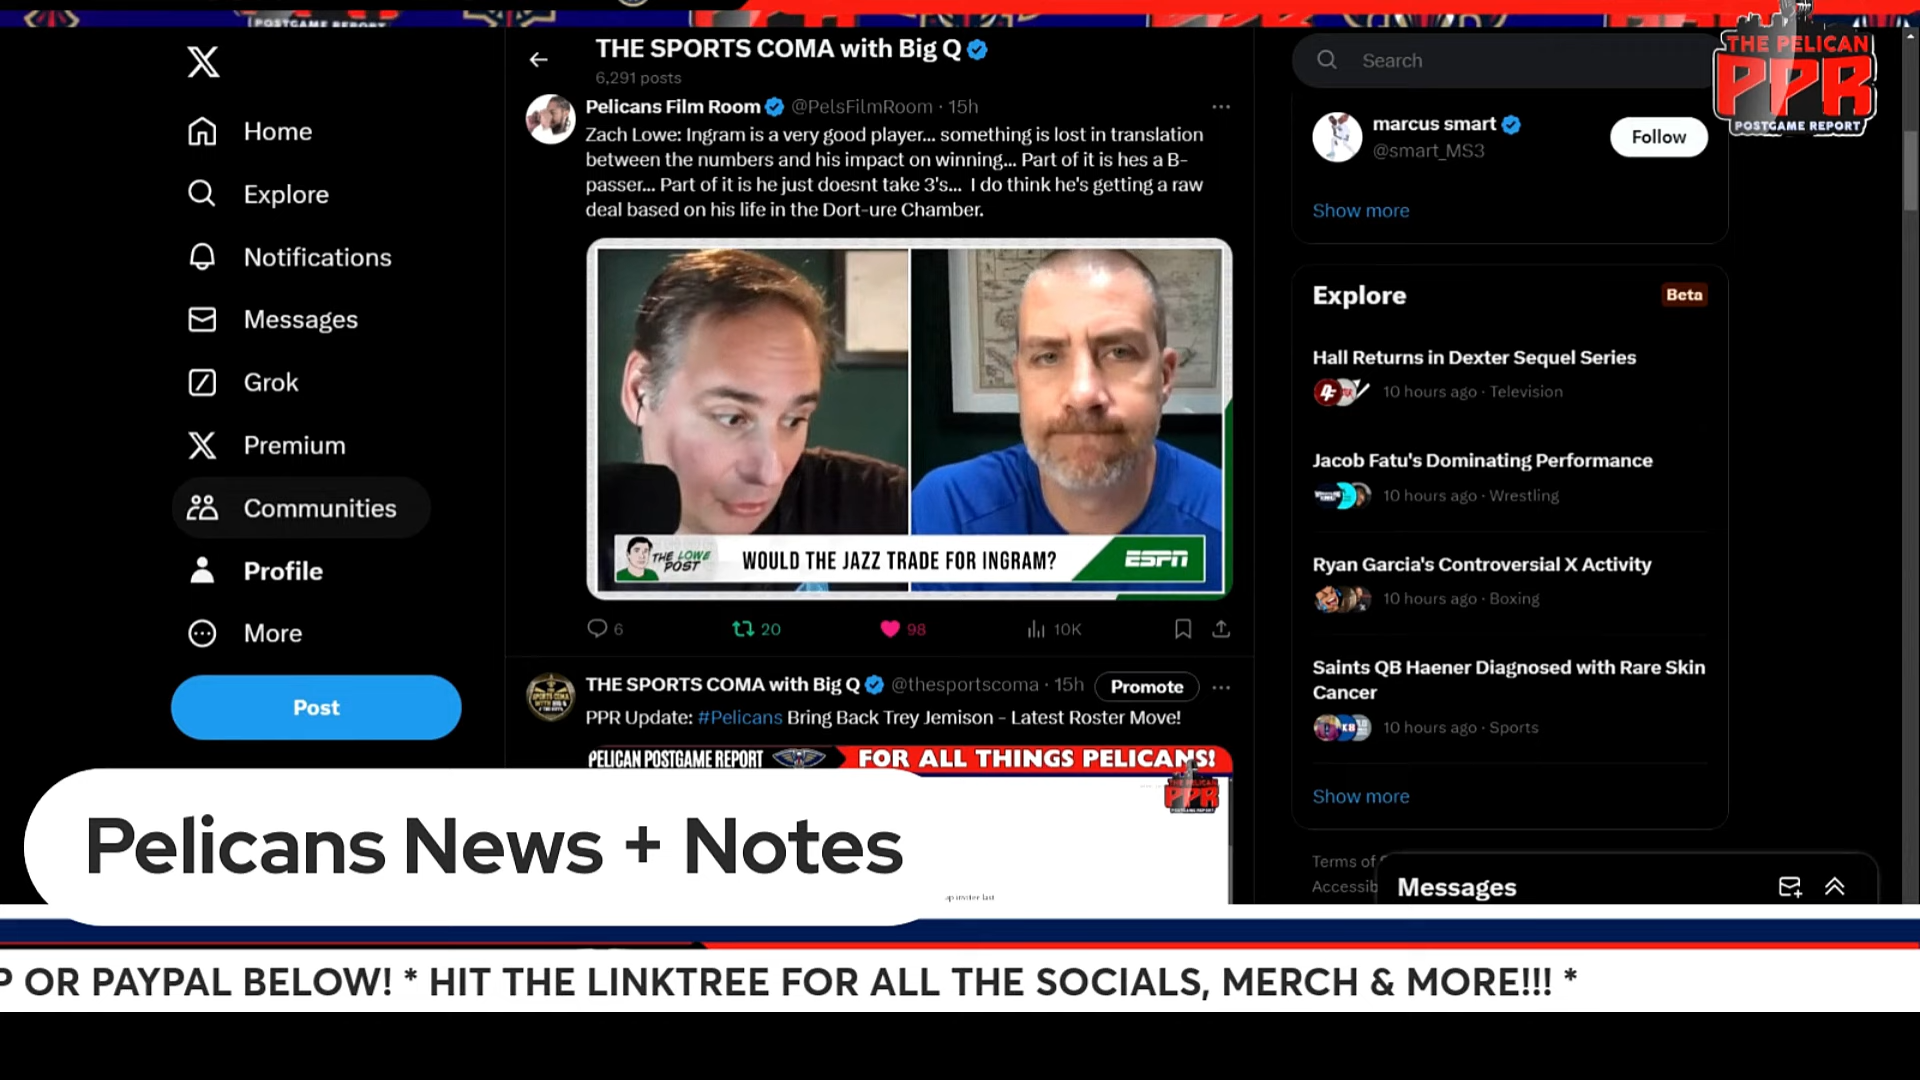 POSTGAME REPORT
THE PELICAN
PPR
POSTGAME REPORT
Home
Explore
Notifications
Messages
Grok
Premium
Communities
Profile
More
Post
THE SPORTS COMA with Big Q
6,291 posts
Pelicans Film Room @PelsFilmRoom · 15h
Zach Lowe: Ingram is a very good player... something is lost in translation
between the numbers and his impact on winning... Part of it is hes a B-
passer... Part of it is he just doesnt take 3's... I do think he's getting a raw
deal based on his life in the Dort-ure Chamber.
THE LOWE
POST
WOULD THE JAZZ TRADE FOR INGRAM?
ESPN
6
20
98
10K
THE SPORTS COMA with Big Q @thesportscoma · 15h
Promote
PPR Update: #Pelicans Bring Back Trey Jemison - Latest Roster Move!
PELICAN POSTGAME REPORT
FOR ALL THINGS PELICANS!
PPR
Search
marcus smart
@smart_MS3
Follow
Show more
Explore
Beta
Hall Returns in Dexter Sequel Series
10 hours ago · Television
Jacob Fatu's Dominating Performance
10 hours ago · Wrestling
Ryan Garcia's Controversial X Activity
10 hours ago · Boxing
Saints QB Haener Diagnosed with Rare Skin
Cancer
10 hours ago · Sports
Show more
Terms of
Accessib
Messages
Pelicans News + Notes
P OR PAYPAL BELOW! * HIT THE LINKTREE FOR ALL THE SOCIALS, MERCH & MORE!!! *